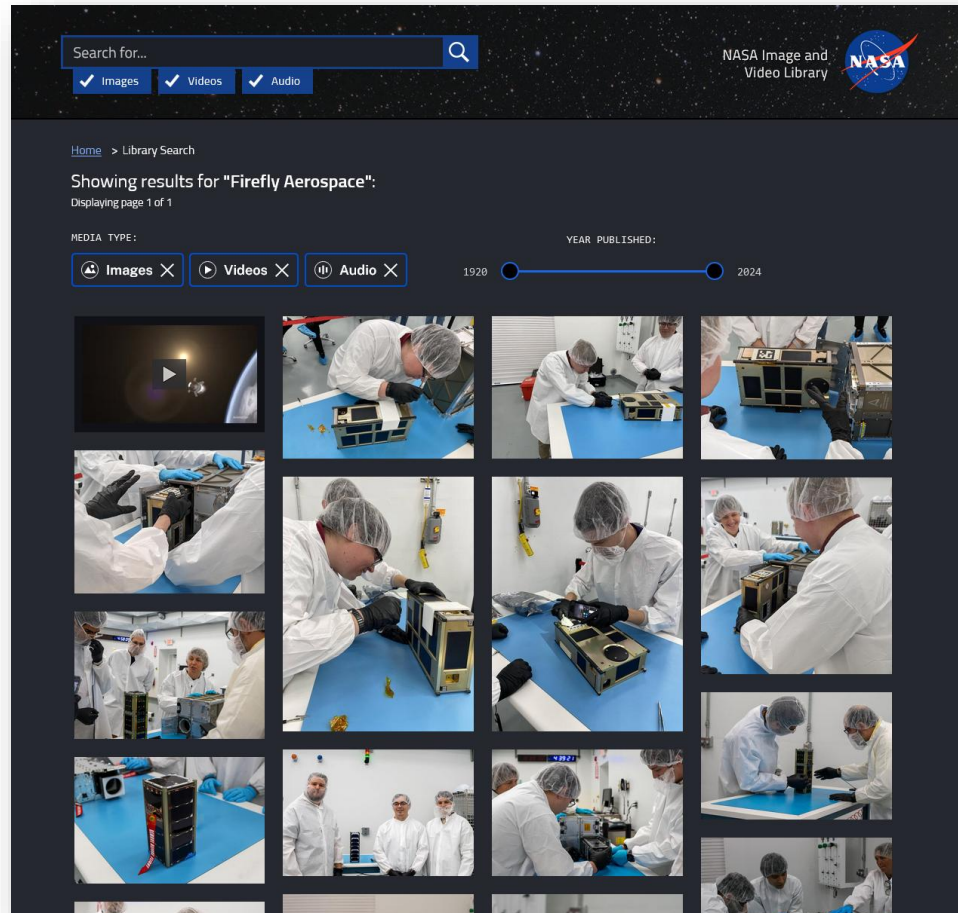 Search for...
Images Videos Audio
NASA Image and
Video Library
NASA
Home > Library Search
Showing results for "Firefly Aerospace":
Displaying page 1 of 1
MEDIA TYPE:
Images Videos Audio
YEAR PUBLISHED:
1920 2024